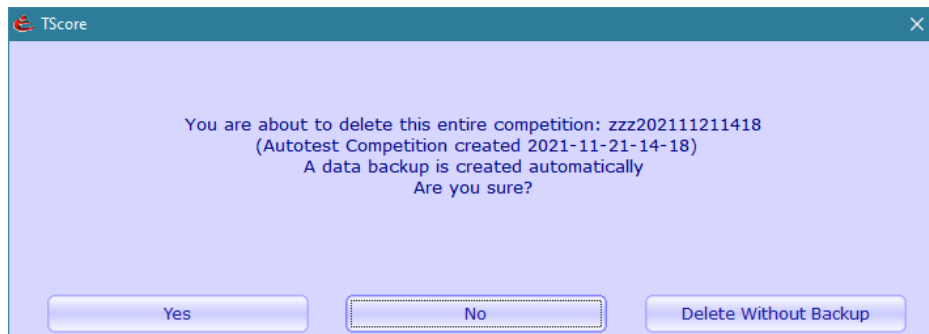 TScore
You are about to delete this entire competition: zzz202111211418
(Autotest Competition created 2021-11-21-14-18)
A data backup is created automatically
Are you sure?
Yes
No
Delete Without Backup